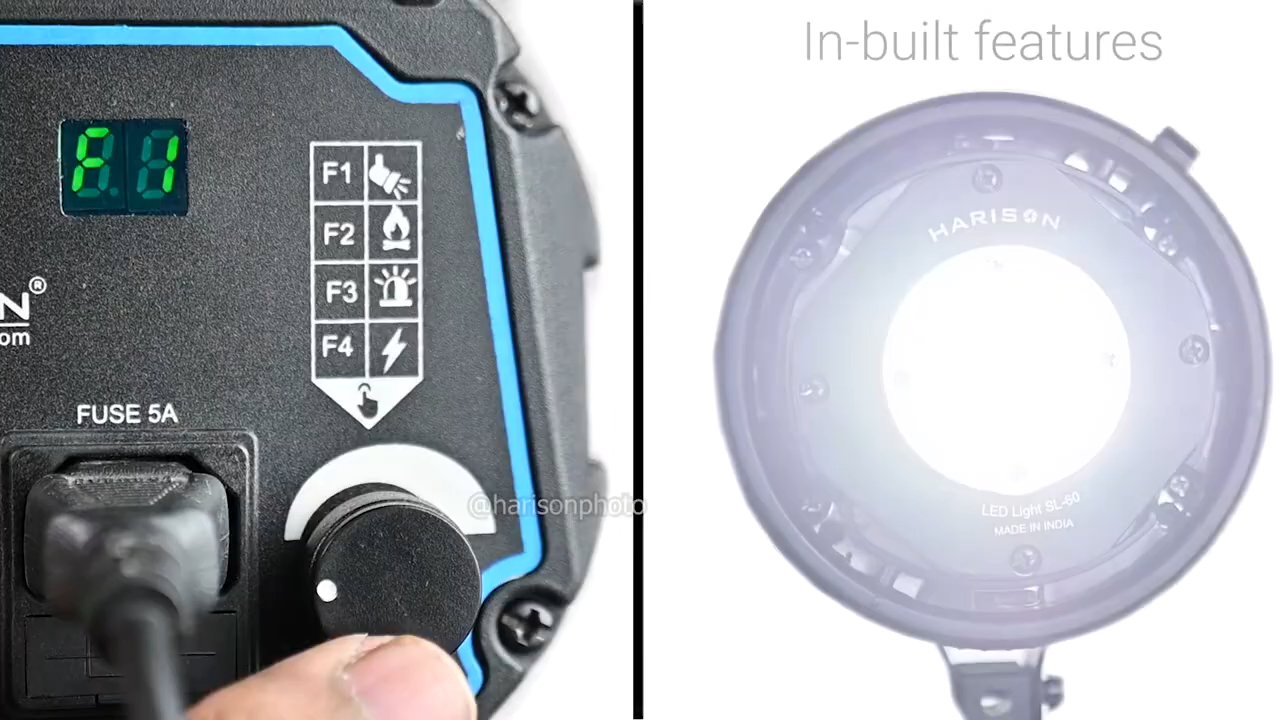 F1
F1
F2
F3
F4
N®
om
FUSE 5A
@harisonphoto
In-built features
HARISON
LED Light SL-60
MADE IN INDIA